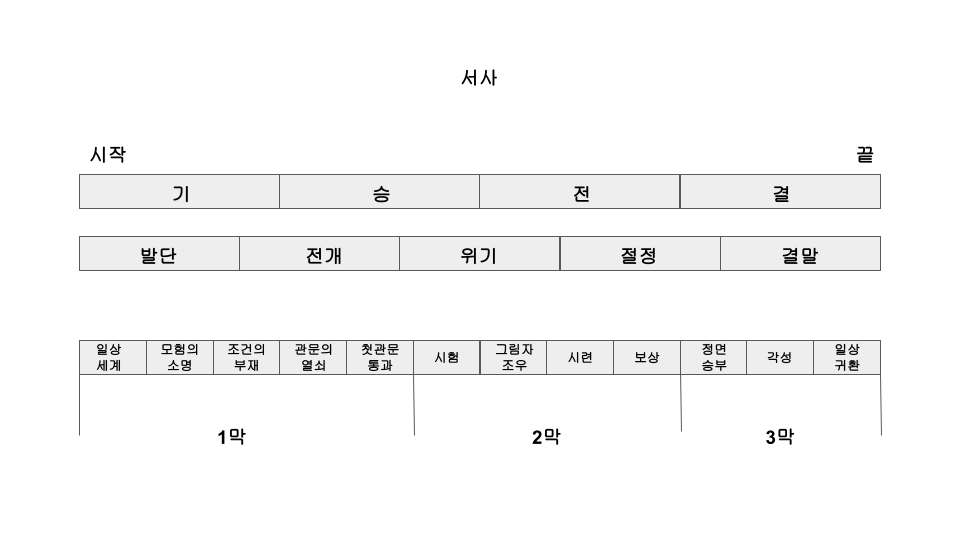 서사
시작 끝
기 승 전 결
발단 전개 위기 절정 결말
일상
세계
모험의
소명
조건의
부재
관문의
열쇠
첫관문
통과
시험
그림자
조우
시련
보상
정면
승부
각성
일상
귀환
1막 2막 3막